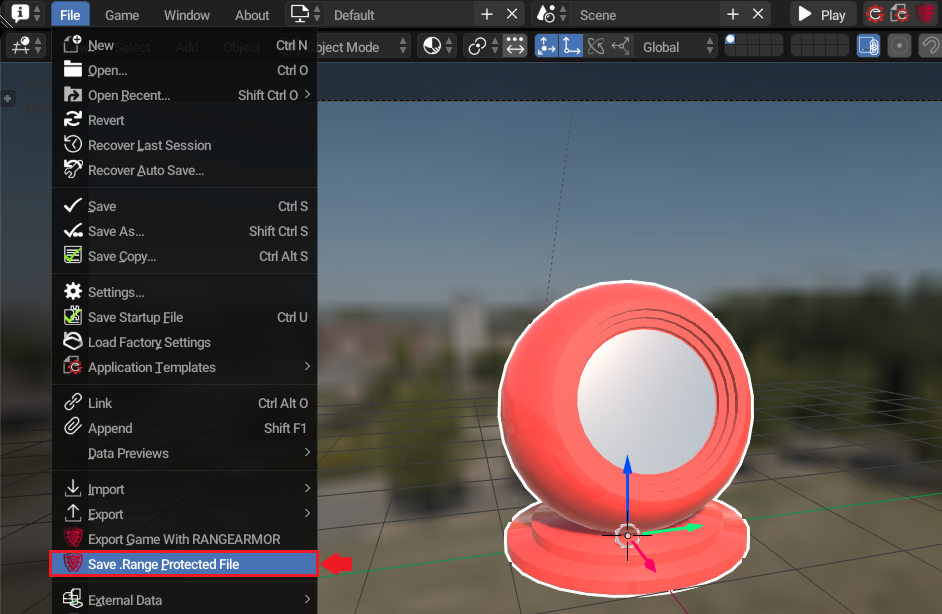 File Game Window About Default Scene Play
Select Add Object Object Mode Global
New Ctrl N
Open... Ctrl O
Open Recent... Shift Ctrl O
Revert
Recover Last Session
Recover Auto Save...
Save Ctrl S
Save As... Shift Ctrl S
Save Copy... Ctrl Alt S
Settings...
Save Startup File Ctrl U
Load Factory Settings
Application Templates
Link Ctrl Alt O
Append Shift F1
Data Previews
Import
Export
Export Game With RANGEARMOR
Save .Range Protected File
External Data